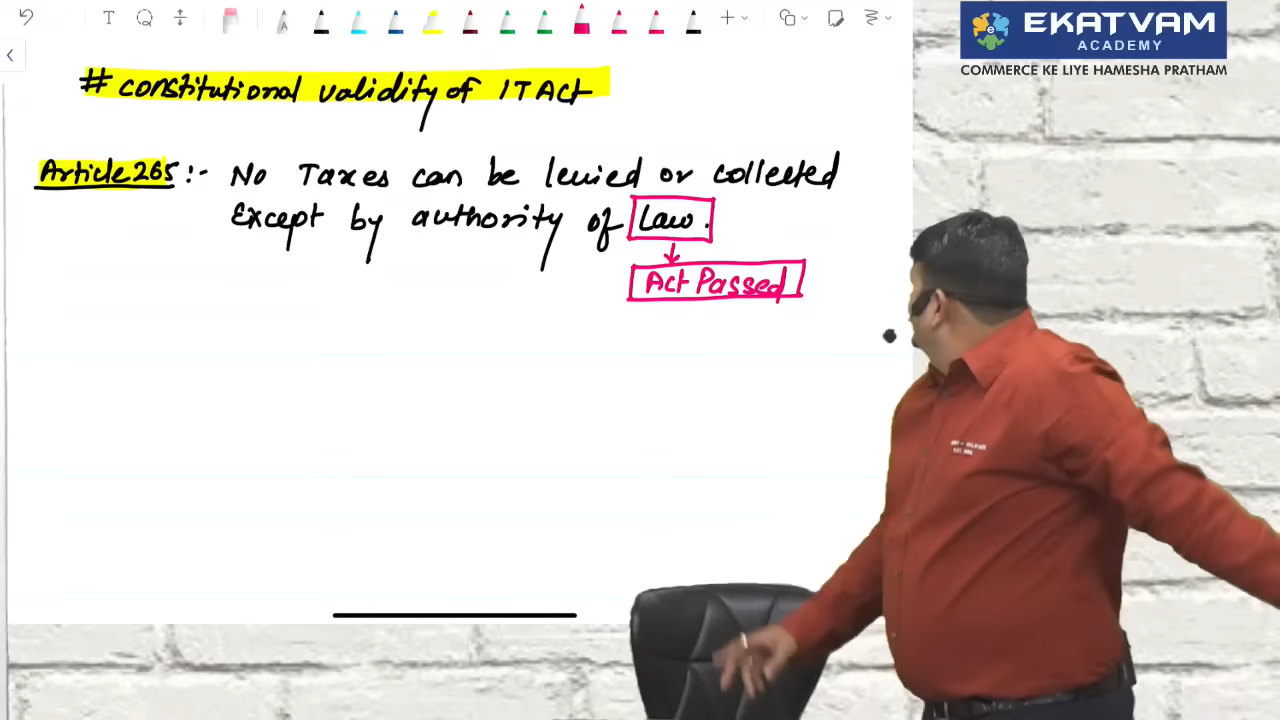 EKATVAM
ACADEMY
COMMERCE KE LIYE HAMESHA PRATHAM
# constitutional validity of IT Act
Article 265 :- No Taxes can be levied or collected
Except by authority of Law.
Act Passed